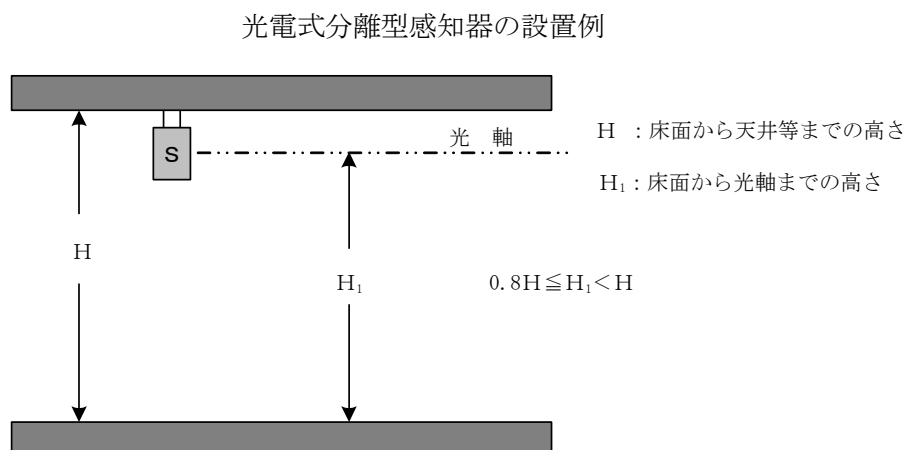 光電式分離型感知器の設置例
光 軸
H :床面から天井等までの高さ
S
H₁:床面から光軸までの高さ
H
H₁
0.8H≦H₁<H